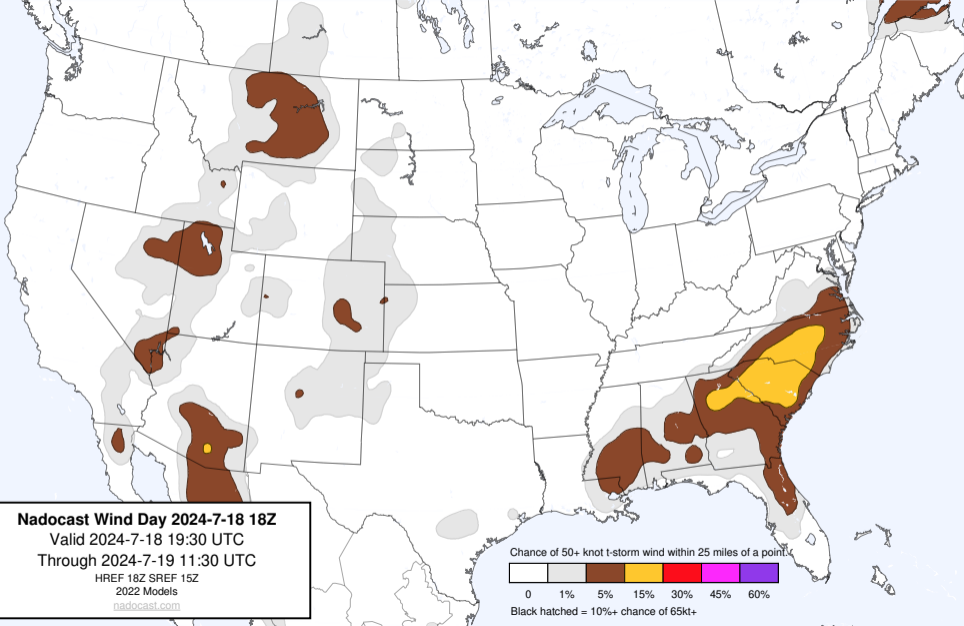 Nadocast Wind Day 2024-7-18 18Z
Valid 2024-7-18 19:30 UTC
Through 2024-7-19 11:30 UTC
HREF 18Z SREF 15Z
2022 Models
nadocast.com
Chance of 50+ knot t-storm wind within 25 miles of a point.
0 1% 5% 15% 30% 45% 60%
Black hatched = 10%+ chance of 65kt+